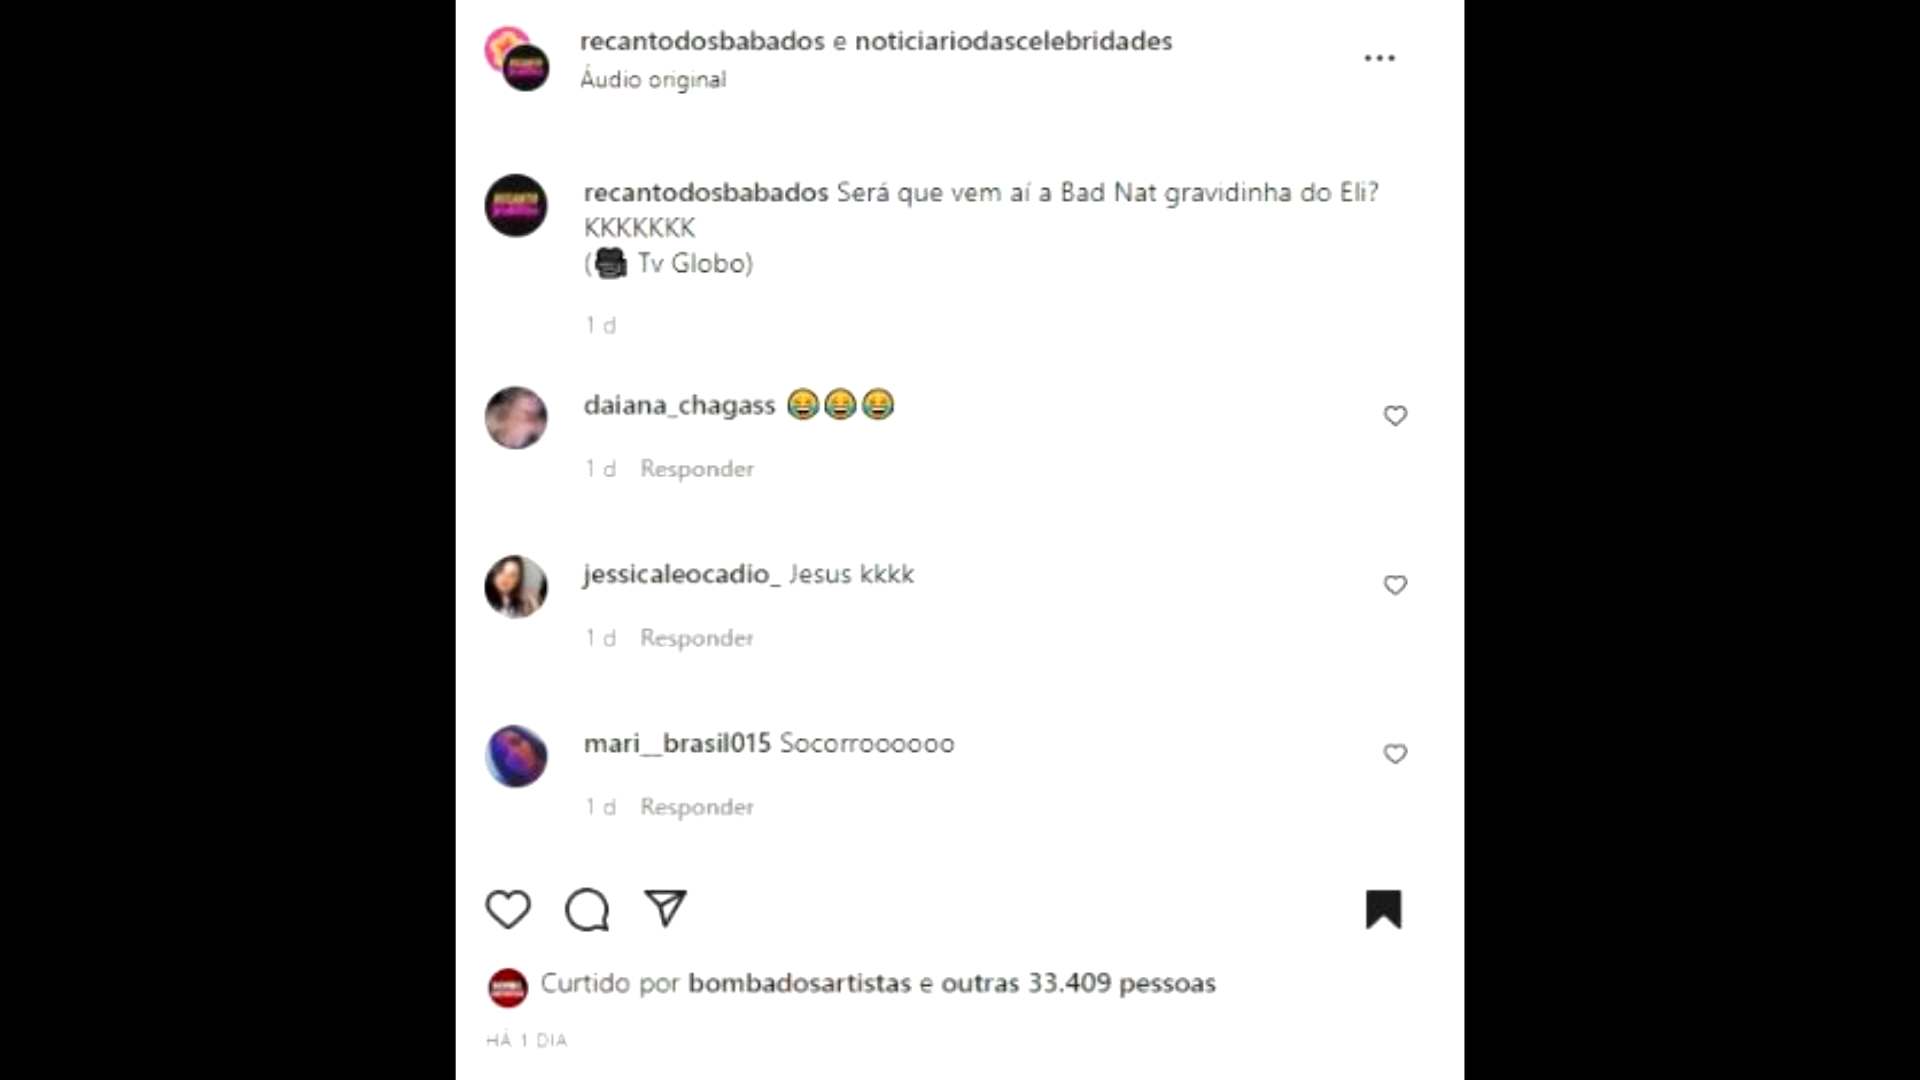 recantodosbabados e noticiariodascelebridades
Áudio original
recantodosbabados Será que vem aí a Bad Nat gravidinha do Eli?
KKKKKKK
(🎥 Tv Globo)
1 d
daiana_chagass 😂😂😂
1 d Responder
jessicaleocadio_ Jesus kkkk
1 d Responder
mari__brasil015 Socorroooooo
1 d Responder
Curtido por bombadosartistas e outras 33.409 pessoas
HÁ 1 DIA